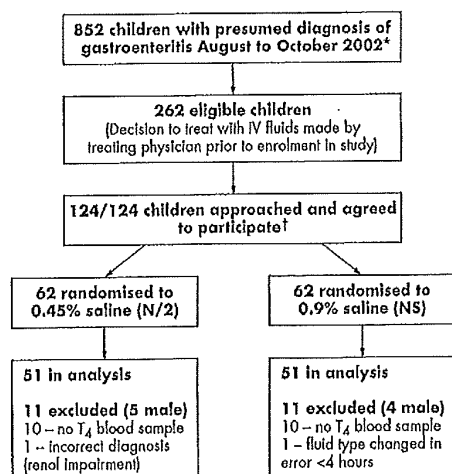 852 children with presumed diagnosis of
gastroenteritis August to October 2002*
262 eligible children
(Decision to treat with IV fluids made by
treating physician prior to enrolment in study)
124/124 children approached and agreed
to participate†
62 randomised to
0.45% saline (N/2)
62 randomised to
0.9% saline (NS)
51 in analysis
11 excluded (5 male)
10 – no T4 blood sample
1 – incorrect diagnosis
(renal impairment)
51 in analysis
11 excluded (4 male)
10 – no T4 blood sample
1 – fluid type changed in
error <4 hours